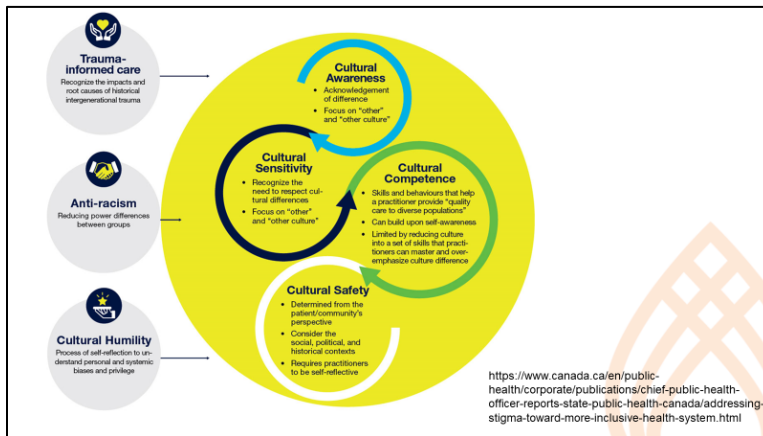 Trauma-
informed care
Recognize the impacts and
root causes of historical
intergenerational trauma
Anti-racism
Reducing power differences
between groups
Cultural Humility
Process of self-reflection to un-
derstand personal and systemic
biases and privilege
Cultural
Awareness
• Acknowledgement
of difference
• Focus on “other”
and “other culture”
Cultural
Sensitivity
• Recognize the
need to respect cul-
tural differences
• Focus on “other”
and “other culture”
Cultural
Competence
• Skills and behaviours that help
a practitioner provide “quality
care to diverse populations”
• Can build upon self-awareness
• Limited by reducing culture
into a set of skills that practi-
tioners can master and over-
emphasize culture difference
Cultural Safety
• Determined from the
patient/community’s
perspective
• Consider the
social, political, and
historical contexts
• Requires practitioners
to be self-reflective
https://www.canada.ca/en/public-
health/corporate/publications/chief-public-health-
officer-reports-state-public-health-canada/addressing-
stigma-toward-more-inclusive-health-system.html